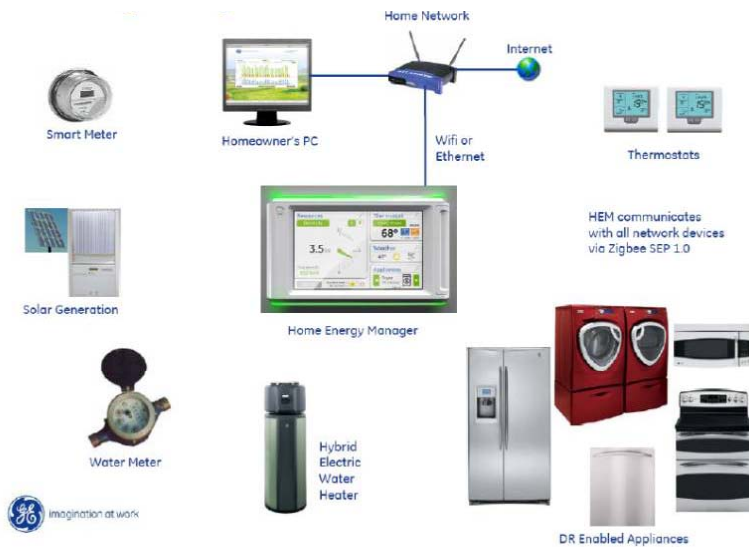 Home Network
Internet
Smart Meter
Homeowner's PC
Wifi or
Ethernet
Thermostats
68°
3.5
HEM communicates
with all network devices
via Zigbee SEP 1.0
Solar Generation
Home Energy Manager
Water Meter
Hybrid
Electric
Water
Heater
imagination at work
DR Enabled Appliances